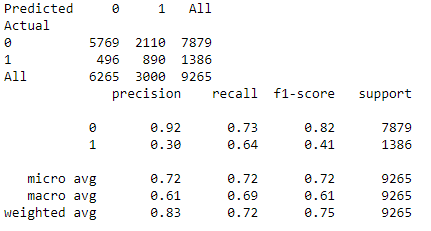 Predicted 0 1 All
Actual
0 5769 2110 7879
1 496 890 1386
All 6265 3000 9265
precision recall f1-score support
0 0.92 0.73 0.82 7879
1 0.30 0.64 0.41 1386
micro avg 0.72 0.72 0.72 9265
macro avg 0.61 0.69 0.61 9265
weighted avg 0.83 0.72 0.75 9265